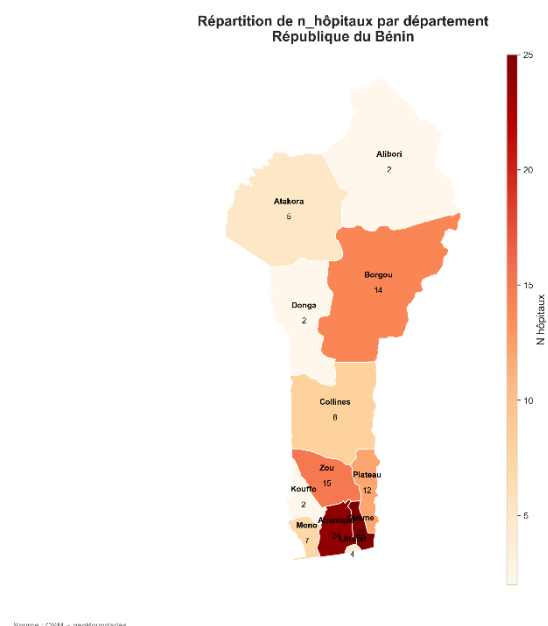 Répartition de n_hôpitaux par département
République du Bénin
25
Alibori
2
20
Atakora
6
Borgou
14
15
Donga
2
N hôpitaux
10
Collines
8
Zou
15
Plateau
12
Kouffo
2
5
Mono
7
4